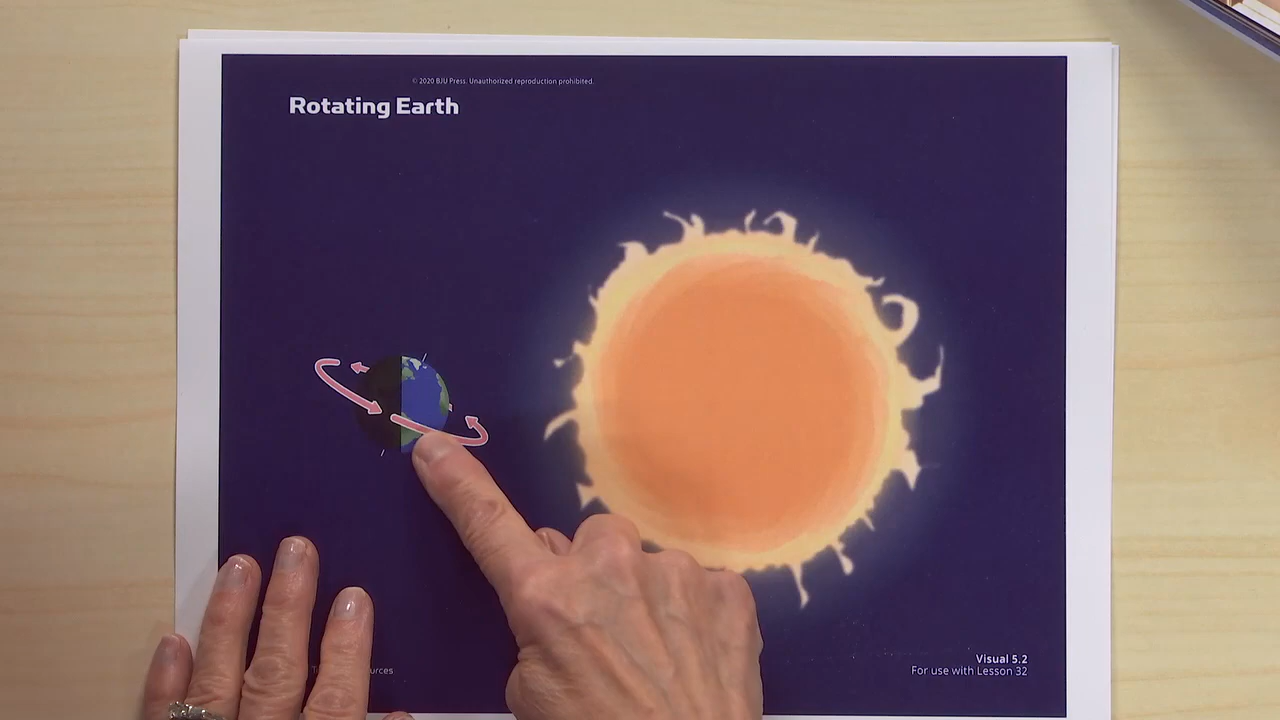 © 2020 BJU Press. Unauthorized reproduction prohibited.
Rotating Earth
Visual 5.2
For use with Lesson 32